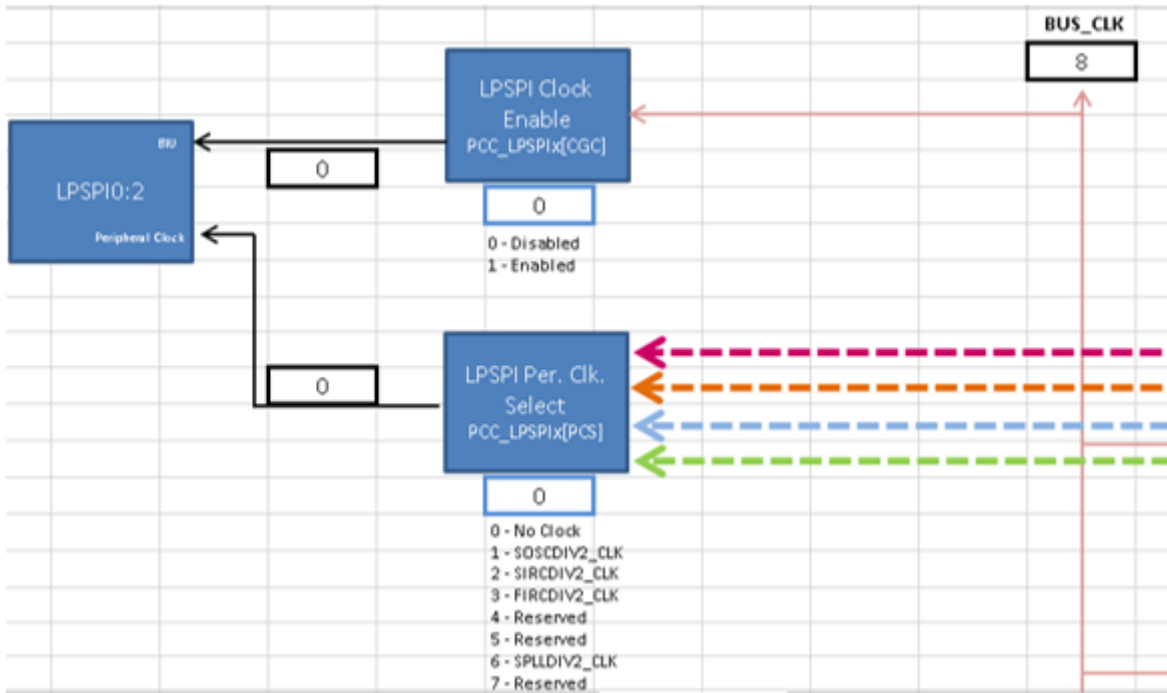 BUS_CLK
8
LPSPI Clock
Enable
PCC_LPSPIx[CGC]
BIU
0
LPSPI0:2
Peripheral Clock
0
0 - Disabled
1 - Enabled
LPSPI Per. Clk.
Select
PCC_LPSPIx[PCS]
0
0
0 - No Clock
1 - SOSCDIV2_CLK
2 - SIRCDIV2_CLK
3 - FIRCDIV2_CLK
4 - Reserved
5 - Reserved
6 - SPLLDIV2_CLK
7 - Reserved